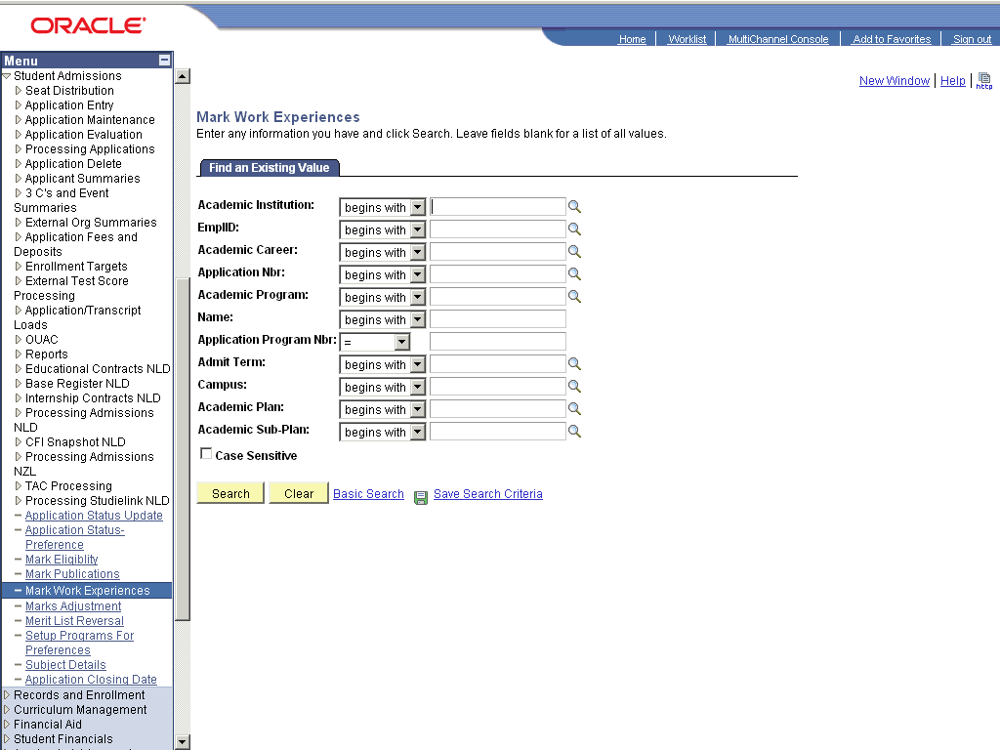 ORACLE®
Home
Worklist
MultiChannel Console
Add to Favorites
Sign out
Menu
Student Admissions
Seat Distribution
Application Entry
Application Maintenance
Application Evaluation
Processing Applications
Application Delete
Applicant Summaries
3 C's and Event
Summaries
External Org Summaries
Application Fees and
Deposits
Enrollment Targets
External Test Score
Processing
Application/Transcript
Loads
OUAC
Reports
Educational Contracts NLD
Base Register NLD
Internship Contracts NLD
Processing Admissions
NLD
CFI Snapshot NLD
Processing Admissions
NZL
TAC Processing
Processing Studielink NLD
Application Status Update
Application Status-
Preference
Mark Eligiblity
Mark Publications
Mark Work Experiences
Marks Adjustment
Merit List Reversal
Setup Programs For
Preferences
Subject Details
Application Closing Date
Records and Enrollment
Curriculum Management
Financial Aid
Student Financials
New Window
Help
http
Mark Work Experiences
Enter any information you have and click Search. Leave fields blank for a list of all values.
Find an Existing Value
Academic Institution: begins with
EmplID: begins with
Academic Career: begins with
Application Nbr: begins with
Academic Program: begins with
Name: begins with
Application Program Nbr: =
Admit Term: begins with
Campus: begins with
Academic Plan: begins with
Academic Sub-Plan: begins with
Case Sensitive
Search Clear Basic Search Save Search Criteria